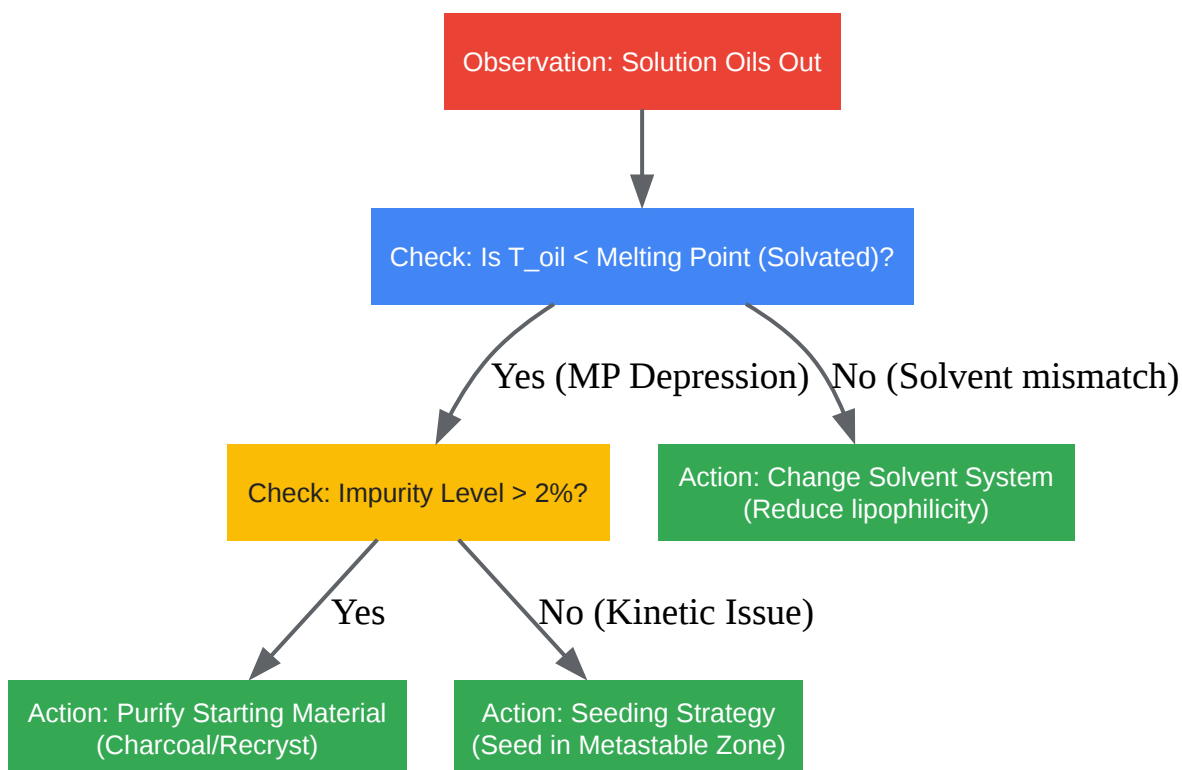 Observation: Solution Oils Out
Check: Is T_oil < Melting Point (Solvated)?
Yes (MP Depression)
No (Solvent mismatch)
Check: Impurity Level > 2%?
Action: Change Solvent System
(Reduce lipophilicity)
Yes
No (Kinetic Issue)
Action: Purify Starting Material
(Charcoal/Recryst)
Action: Seeding Strategy
(Seed in Metastable Zone)